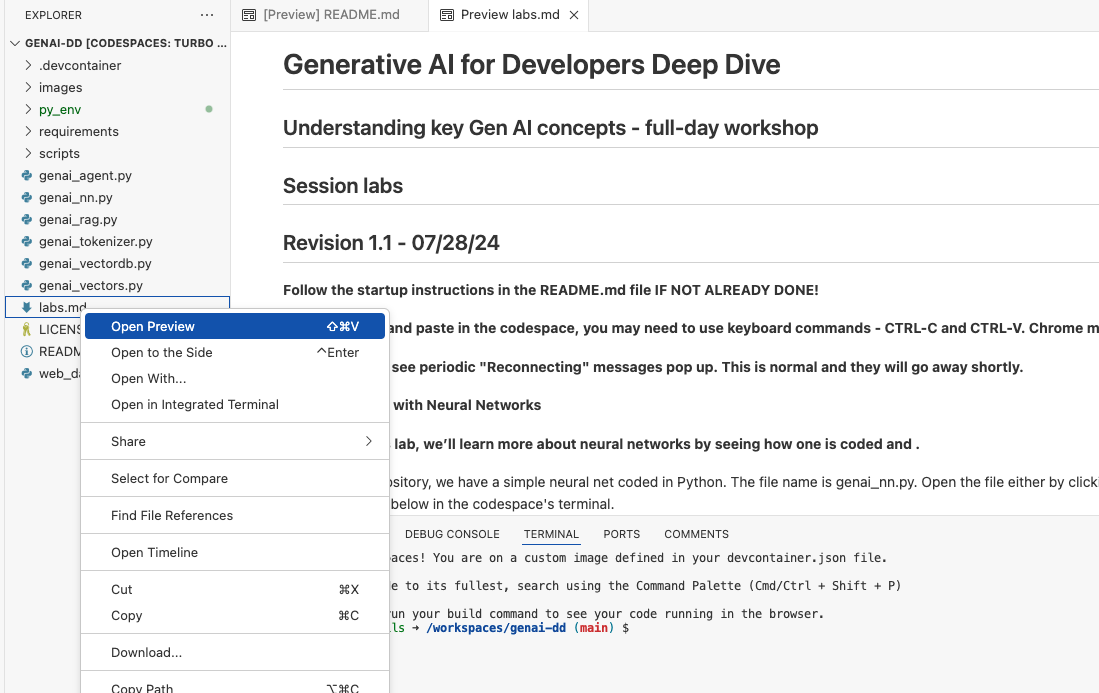 EXPLORER
···
GENAI-DD [CODESPACES: TURBO ...
.devcontainer
images
py_env
requirements
scripts
genai_agent.py
genai_nn.py
genai_rag.py
genai_tokenizer.py
genai_vectordb.py
genai_vectors.py
labs.md
LICENS
READM
web_da
Open Preview ⇧⌘V
Open to the Side ^Enter
Open With...
Open in Integrated Terminal
Share
Select for Compare
Find File References
Open Timeline
Cut ⌘X
Copy ⌘C
Download...
Copy Path ⌥⌘C
[Preview] README.md
Preview labs.md
Generative AI for Developers Deep Dive
Understanding key Gen AI concepts - full-day workshop
Session labs
Revision 1.1 - 07/28/24
Follow the startup instructions in the README.md file IF NOT ALREADY DONE!
and paste in the codespace, you may need to use keyboard commands - CTRL-C and CTRL-V. Chrome m
see periodic "Reconnecting" messages pop up. This is normal and they will go away shortly.
with Neural Networks
lab, we’ll learn more about neural networks by seeing how one is coded and .
ository, we have a simple neural net coded in Python. The file name is genai_nn.py. Open the file either by clicki
below in the codespace's terminal.
DEBUG CONSOLE TERMINAL PORTS COMMENTS
aces! You are on a custom image defined in your devcontainer.json file.
e to its fullest, search using the Command Palette (Cmd/Ctrl + Shift + P)
run your build command to see your code running in the browser.
ls ➜ /workspaces/genai-dd (main) $